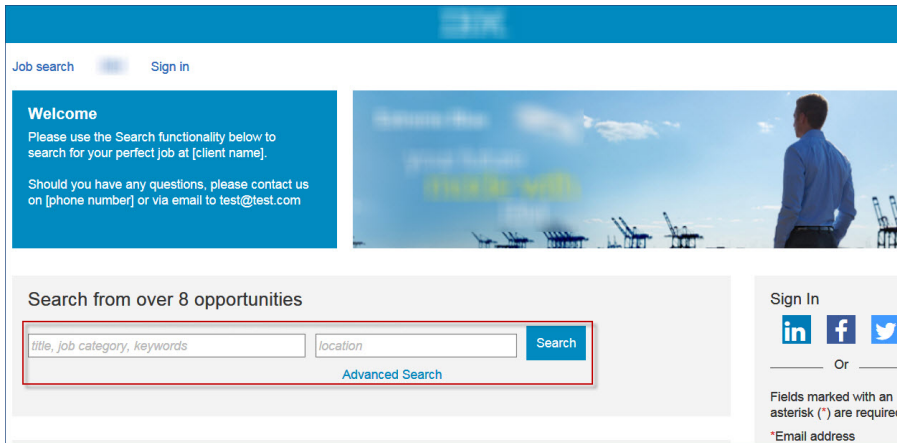 Job search
Sign in
Welcome
Please use the Search functionality below to
search for your perfect job at [client name].
Should you have any questions, please contact us
on [phone number] or via email to test@test.com
made with
Search from over 8 opportunities
title, job category, keywords
location
Search
Advanced Search
Sign In
in
f
Or
Fields marked with an
asterisk (*) are required
*Email address